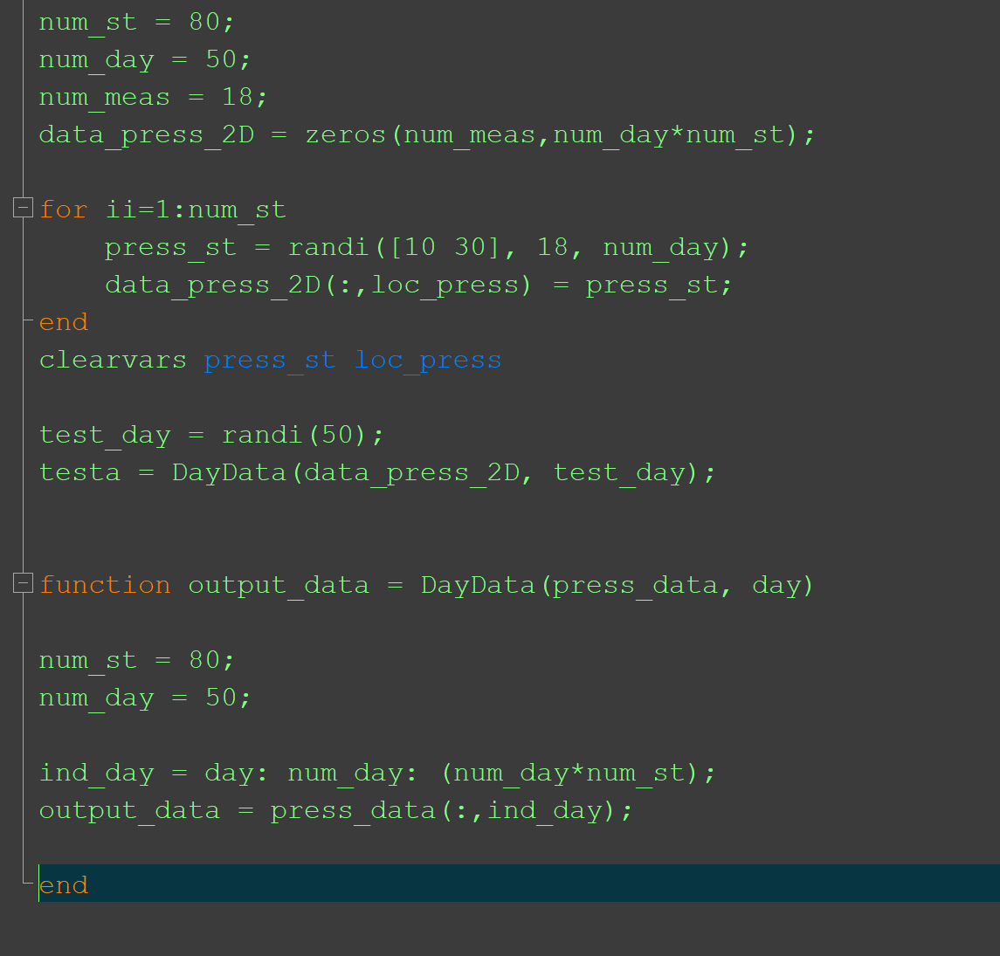 num_st = 80;
num_day = 50;
num_meas = 18;
data_press_2D = zeros(num_meas,num_day*num_st);
for ii=1:num_st
press_st = randi([10 30], 18, num_day);
data_press_2D(:,loc_press) = press_st;
end
clearvars press_st loc_press
test_day = randi(50);
testa = DayData(data_press_2D, test_day);
function output_data = DayData(press_data, day)
num_st = 80;
num_day = 50;
ind_day = day: num_day: (num_day*num_st);
output_data = press_data(:,ind_day);
end